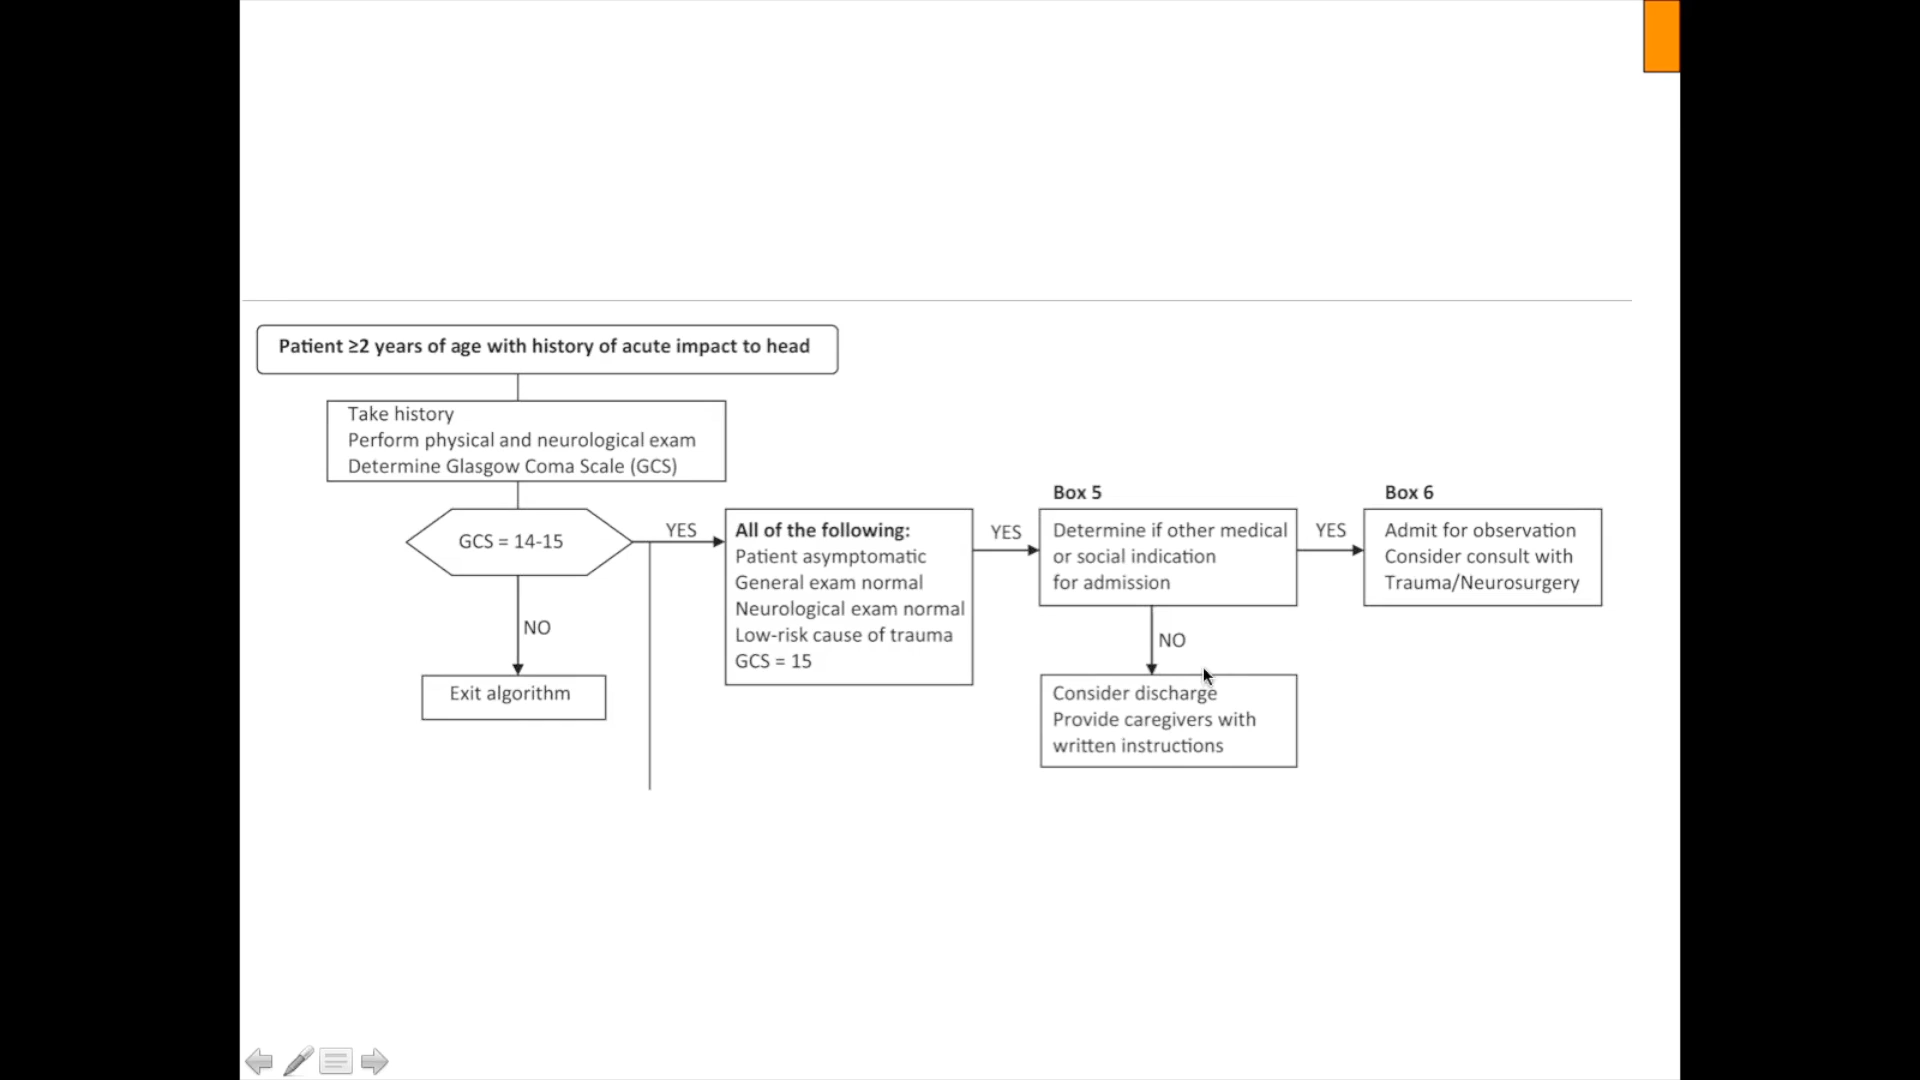 Patient ≥2 years of age with history of acute impact to head
Take history
Perform physical and neurological exam
Determine Glasgow Coma Scale (GCS)
GCS = 14-15
YES
NO
Exit algorithm
All of the following:
Patient asymptomatic
General exam normal
Neurological exam normal
Low-risk cause of trauma
GCS = 15
YES
Box 5
Determine if other medical
or social indication
for admission
NO
Consider discharge
Provide caregivers with
written instructions
YES
Box 6
Admit for observation
Consider consult with
Trauma/Neurosurgery